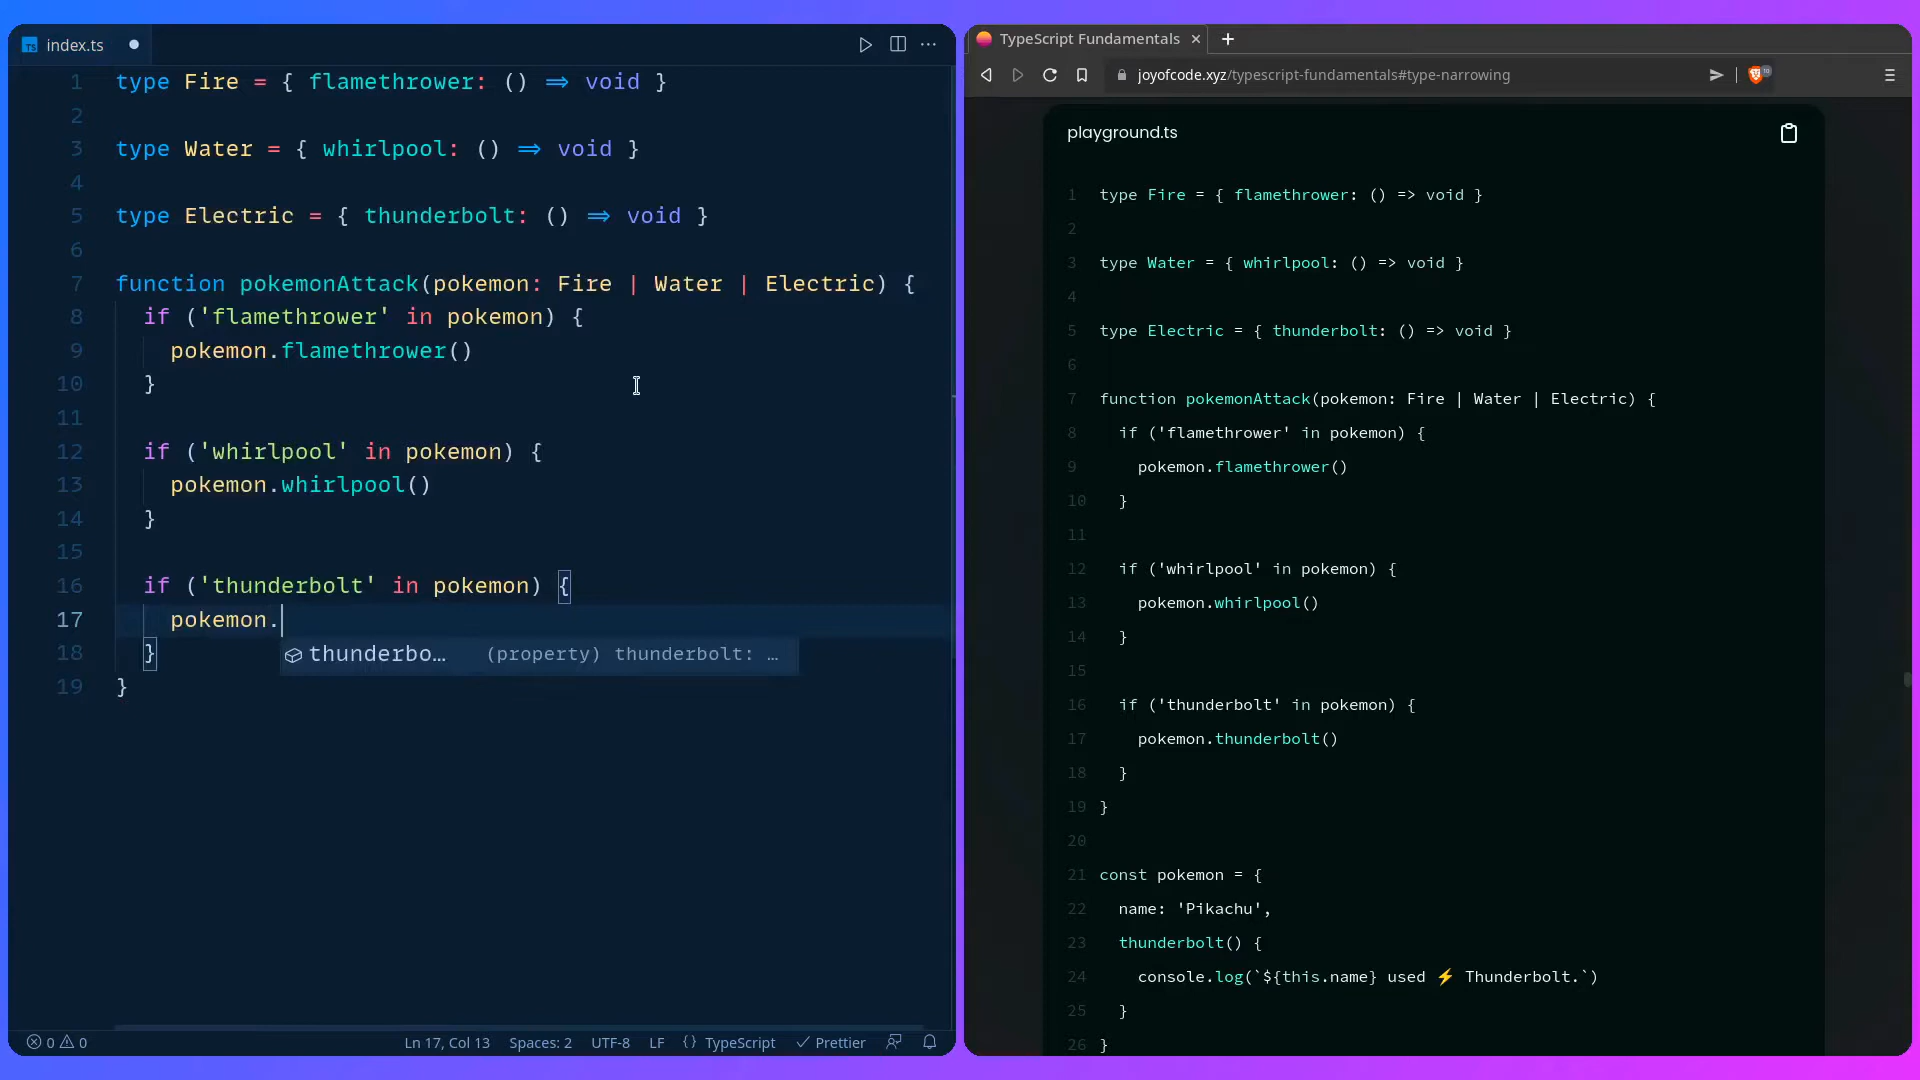 index.ts
1 type Fire = { flamethrower: () => void }
2
3 type Water = { whirlpool: () => void }
4
5 type Electric = { thunderbolt: () => void }
6
7 function pokemonAttack(pokemon: Fire | Water | Electric) {
8 if ('flamethrower' in pokemon) {
9 pokemon.flamethrower()
10 }
11
12 if ('whirlpool' in pokemon) {
13 pokemon.whirlpool()
14 }
15
16 if ('thunderbolt' in pokemon) {
17 pokemon.
18 }
thunderbo… (property) thunderbolt: …
19 }
0 0 Ln 17, Col 13 Spaces: 2 UTF-8 LF {} TypeScript Prettier
TypeScript Fundamentals
joyofcode.xyz/typescript-fundamentals#type-narrowing
playground.ts
1 type Fire = { flamethrower: () => void }
2
3 type Water = { whirlpool: () => void }
4
5 type Electric = { thunderbolt: () => void }
6
7 function pokemonAttack(pokemon: Fire | Water | Electric) {
8 if ('flamethrower' in pokemon) {
9 pokemon.flamethrower()
10 }
11
12 if ('whirlpool' in pokemon) {
13 pokemon.whirlpool()
14 }
15
16 if ('thunderbolt' in pokemon) {
17 pokemon.thunderbolt()
18 }
19 }
20
21 const pokemon = {
22 name: 'Pikachu',
23 thunderbolt() {
24 console.log(`${this.name} used ⚡ Thunderbolt.`)
25 }
26 }